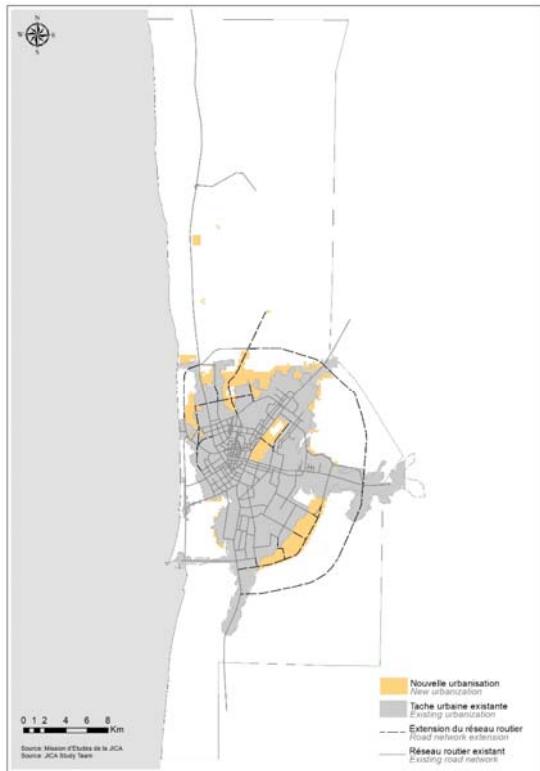 N
W
E
S
Nouvelle urbanisation
New urbanization
Tache urbaine existante
Existing urbanization
Extension du réseau routier
Road network extension
Réseau routier existant
Existing road network
0 1 2 4 6 8
Km
Source: Mission d'Etudes de la JICA
Source: JICA Study Team